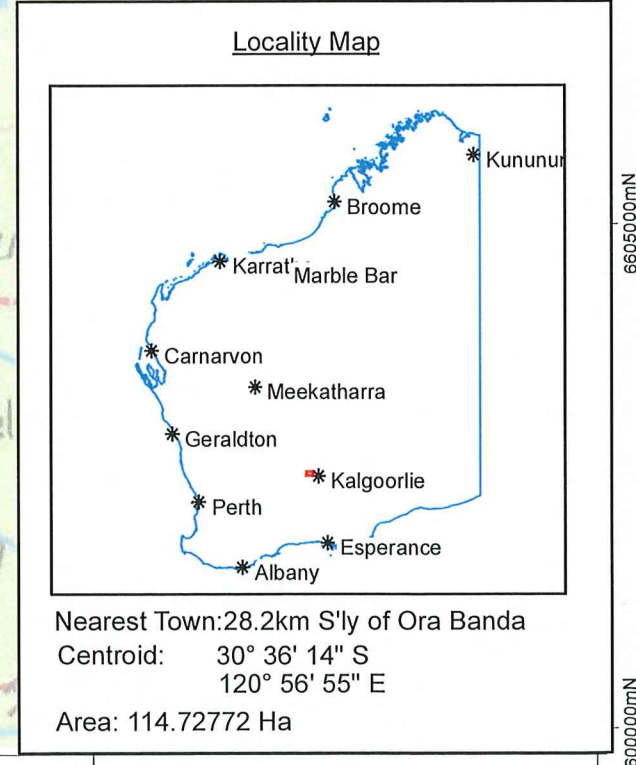 Locality Map
Kununur
Broome
Karrat'
Marble Bar
Carnarvon
Meekatharra
Geraldton
Kalgoorlie
Perth
Esperance
Albany
Nearest Town:28.2km S'ly of Ora Banda
Centroid: 30° 36' 14" S
120° 56' 55" E
Area: 114.72772 Ha
6605000mN